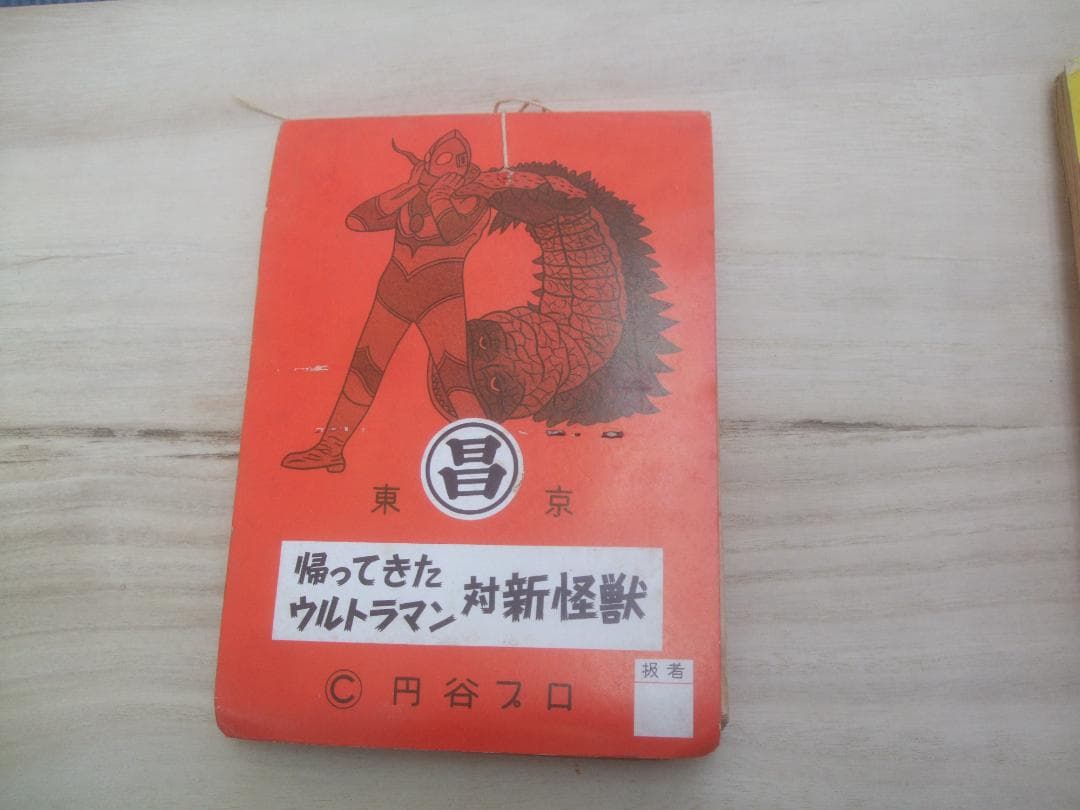 東 昌 京
帰ってきた
ウルトラマン 対新怪獣
扱者
Ⓒ 円谷プロ